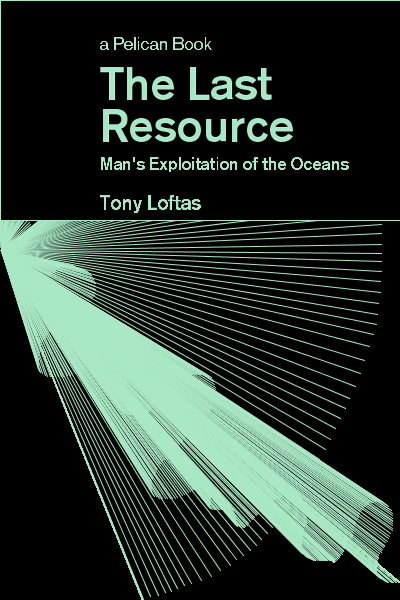 a Pelican Book
The Last
Resource
Man's Exploitation of the Oceans
Tony Loftas